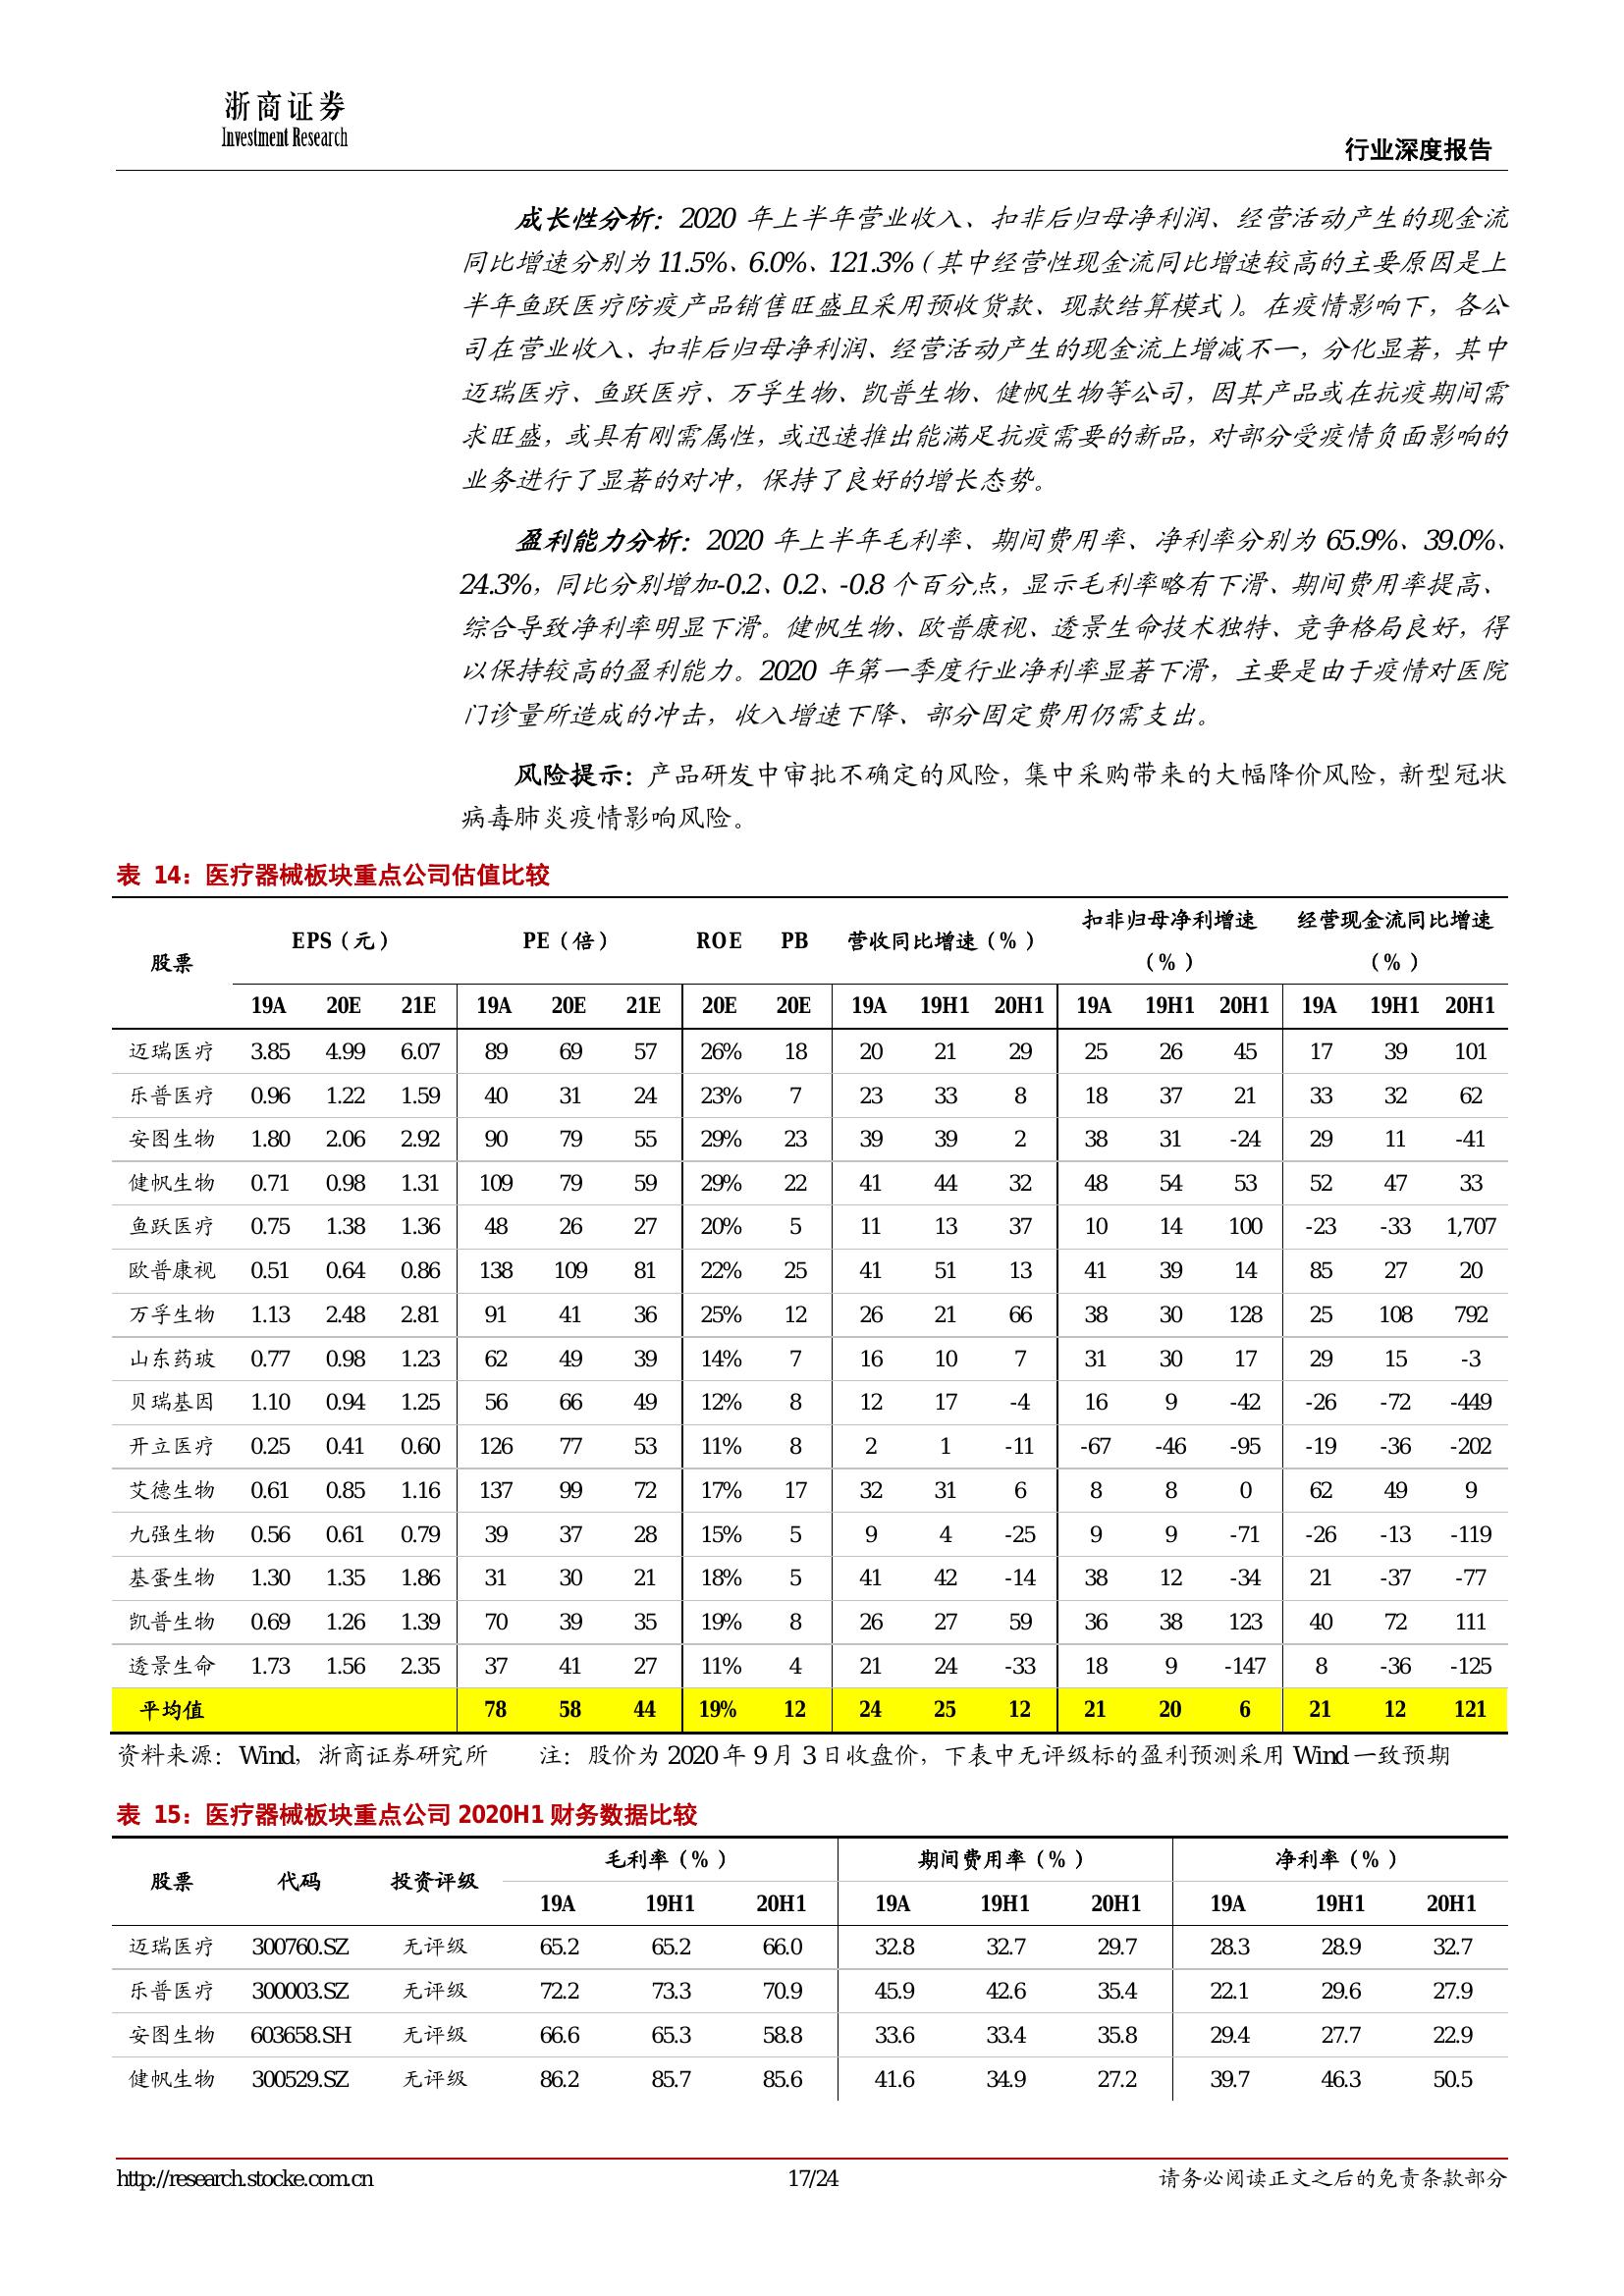 浙商证券
Investment Research
行业深度报告
成长性分析：2020 年上半年营业收入、扣非后归母净利润、经营活动产生的现金流
同比增速分别为 11.5%、6.0%、121.3%（其中经营性现金流同比增速较高的主要原因是上
半年鱼跃医疗防疫产品销售旺盛且采用预收货款、现款结算模式）。在疫情影响下，各公
司在营业收入、扣非后归母净利润、经营活动产生的现金流上增减不一，分化显著，其中
迈瑞医疗、鱼跃医疗、万孚生物、凯普生物、健帆生物等公司，因其产品或在抗疫期间需
求旺盛，或具有刚需属性，或迅速推出能满足抗疫需要的新品，对部分受疫情负面影响的
业务进行了显著的对冲，保持了良好的增长态势。
盈利能力分析：2020 年上半年毛利率、期间费用率、净利率分别为 65.9%、39.0%、
24.3%，同比分别增加-0.2、0.2、-0.8 个百分点，显示毛利率略有下滑、期间费用率提高、
综合导致净利率明显下滑。健帆生物、欧普康视、透景生命技术独特、竞争格局良好，得
以保持较高的盈利能力。2020 年第一季度行业净利率显著下滑，主要是由于疫情对医院
门诊量所造成的冲击，收入增速下降、部分固定费用仍需支出。
风险提示：产品研发中审批不确定的风险，集中采购带来的大幅降价风险，新型冠状
病毒肺炎疫情影响风险。
表 14：医疗器械板块重点公司估值比较
股票 EPS（元） PE（倍） ROE PB 营收同比增速（%） 扣非归母净利增速（%） 经营现金流同比增速（%）
19A 20E 21E 19A 20E 21E 20E 20E 19A 19H1 20H1 19A 19H1 20H1 19A 19H1 20H1
迈瑞医疗 3.85 4.99 6.07 89 69 57 26% 18 20 21 29 25 26 45 17 39 101
乐普医疗 0.96 1.22 1.59 40 31 24 23% 7 23 33 8 18 37 21 33 32 62
安图生物 1.80 2.06 2.92 90 79 55 29% 23 39 39 2 38 31 -24 29 11 -41
健帆生物 0.71 0.98 1.31 109 79 59 29% 22 41 44 32 48 54 53 52 47 33
鱼跃医疗 0.75 1.38 1.36 48 26 27 20% 5 11 13 37 10 14 100 -23 -33 1,707
欧普康视 0.51 0.64 0.86 138 109 81 22% 25 41 51 13 41 39 14 85 27 20
万孚生物 1.13 2.48 2.81 91 41 36 25% 12 26 21 66 38 30 128 25 108 792
山东药玻 0.77 0.98 1.23 62 49 39 14% 7 16 10 7 31 30 17 29 15 -3
贝瑞基因 1.10 0.94 1.25 56 66 49 12% 8 12 17 -4 16 9 -42 -26 -72 -449
开立医疗 0.25 0.41 0.60 126 77 53 11% 8 2 1 -11 -67 -46 -95 -19 -36 -202
艾德生物 0.61 0.85 1.16 137 99 72 17% 17 32 31 6 8 8 0 62 49 9
九强生物 0.56 0.61 0.79 39 37 28 15% 5 9 4 -25 9 9 -71 -26 -13 -119
基蛋生物 1.30 1.35 1.86 31 30 21 18% 5 41 42 -14 38 12 -34 21 -37 -77
凯普生物 0.69 1.26 1.39 70 39 35 19% 8 26 27 59 36 38 123 40 72 111
透景生命 1.73 1.56 2.35 37 41 27 11% 4 21 24 -33 18 9 -147 8 -36 -125
平均值 78 58 44 19% 12 24 25 12 21 20 6 21 12 121
资料来源：Wind，浙商证券研究所 注：股价为 2020 年 9 月 3 日收盘价，下表中无评级标的盈利预测采用 Wind 一致预期
表 15：医疗器械板块重点公司 2020H1 财务数据比较
股票 代码 投资评级 毛利率（%） 期间费用率（%） 净利率（%）
19A 19H1 20H1 19A 19H1 20H1 19A 19H1 20H1
迈瑞医疗 300760.SZ 无评级 65.2 65.2 66.0 32.8 32.7 29.7 28.3 28.9 32.7
乐普医疗 300003.SZ 无评级 72.2 73.3 70.9 45.9 42.6 35.4 22.1 29.6 27.9
安图生物 603658.SH 无评级 66.6 65.3 58.8 33.6 33.4 35.8 29.4 27.7 22.9
健帆生物 300529.SZ 无评级 86.2 85.7 85.6 41.6 34.9 27.2 39.7 46.3 50.5
http://research.stocke.com.cn 17/24 请务必阅读正文之后的免责条款部分